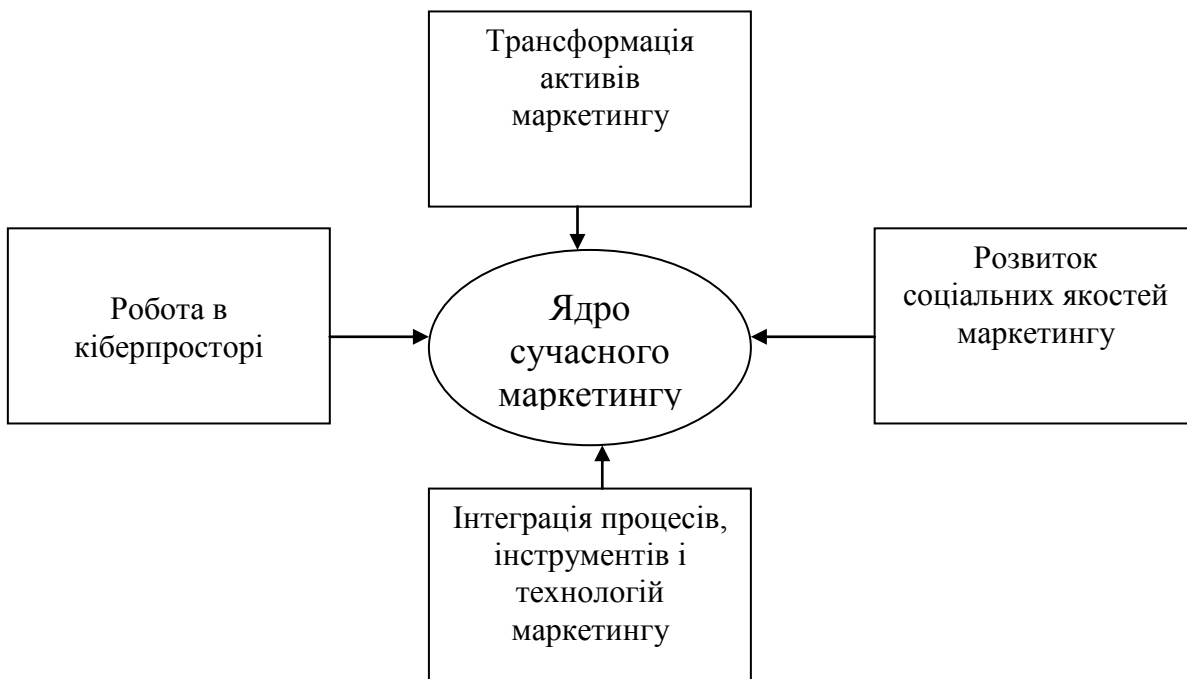 Трансформація
активів
маркетингу
Робота в
кіберпросторі
Ядро
сучасного
маркетингу
Розвиток
соціальних якостей
маркетингу
Інтеграція процесів,
інструментів і
технологій
маркетингу